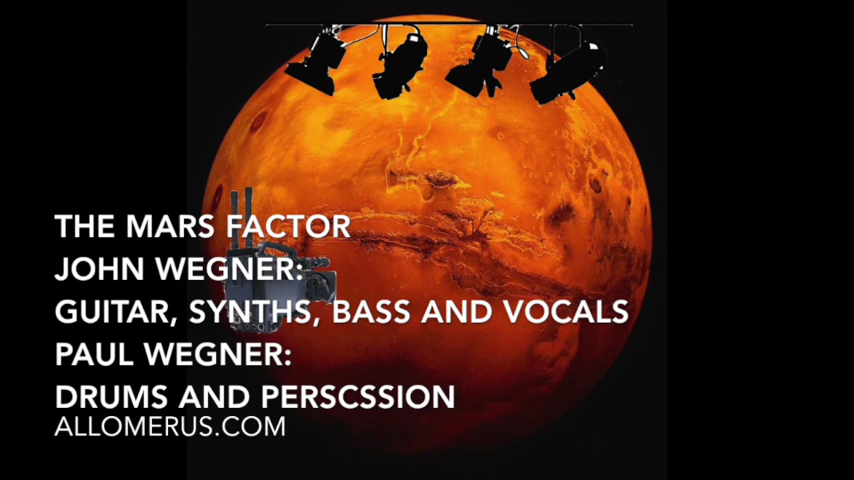 THE MARS FACTOR
JOHN WEGNER:
GUITAR, SYNTHS, BASS AND VOCALS
PAUL WEGNER:
DRUMS AND PERSCSSION
ALLOMERUS.COM